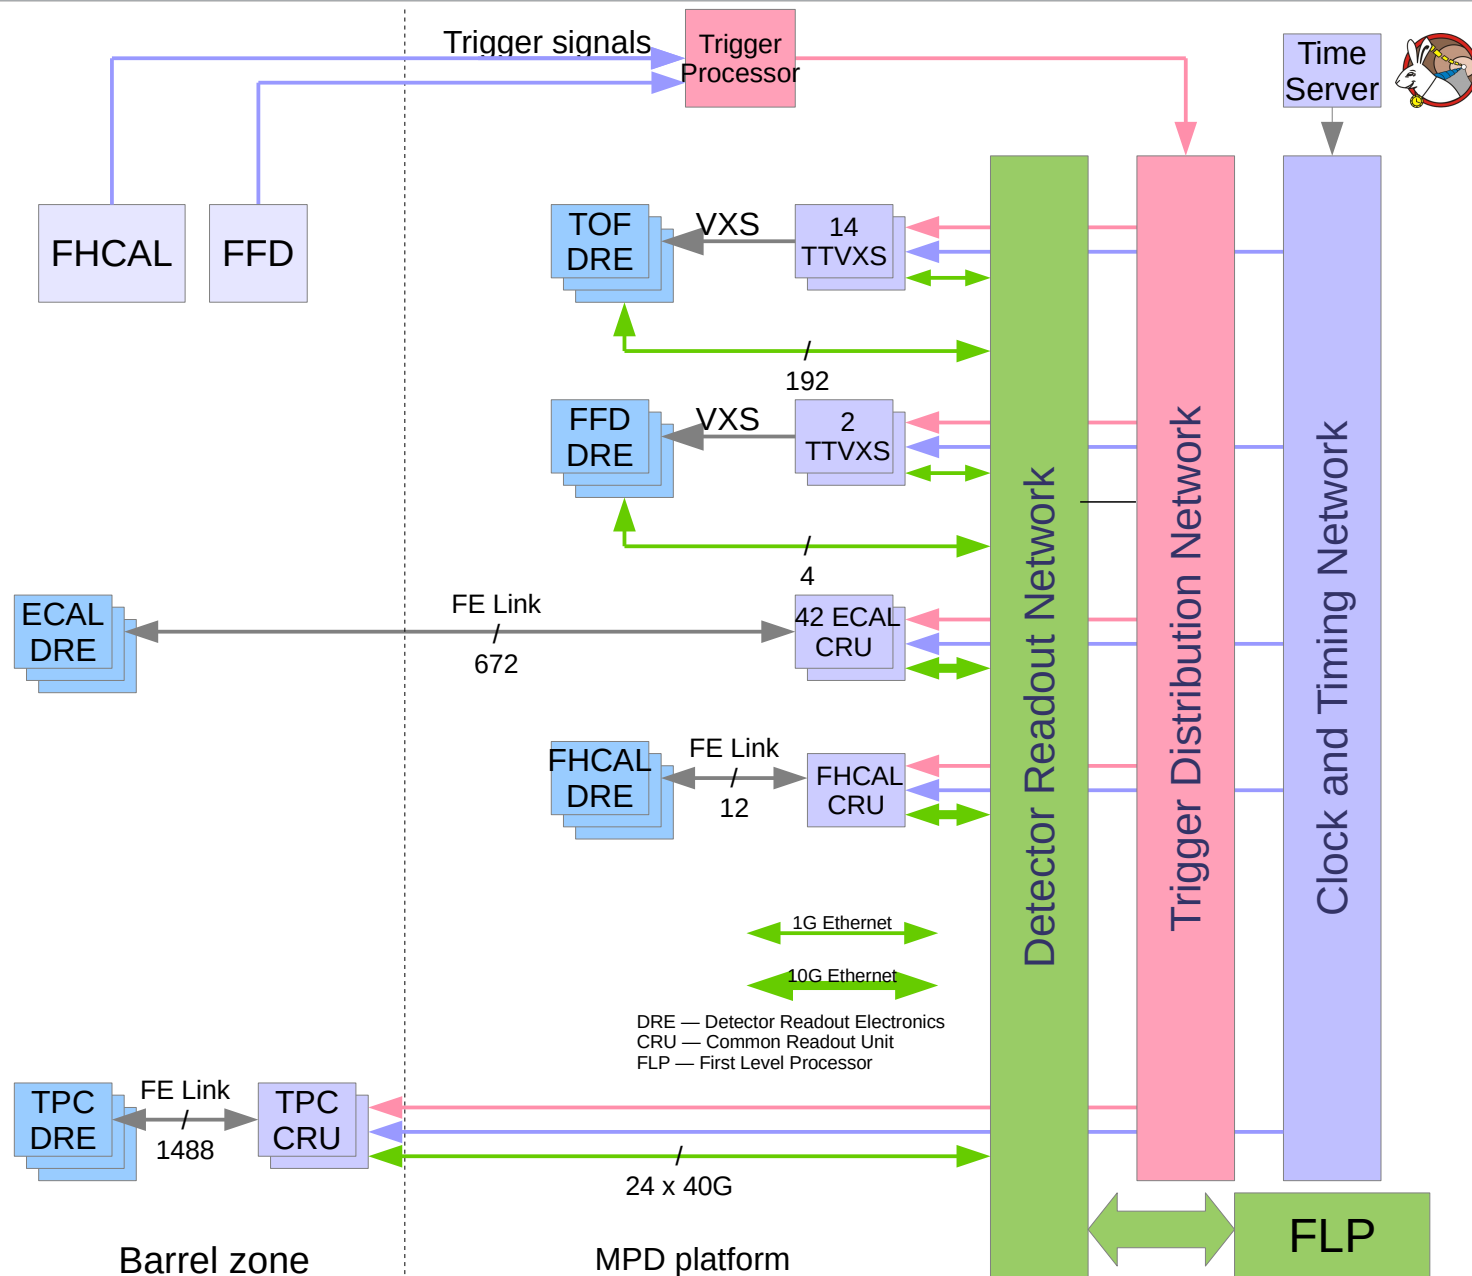 Trigger signals
Trigger
Processor
Time
Server
FHCAL
FFD
TOF
DRE
VXS
14
TTVXS
192
FFD
DRE
VXS
2
TTVXS
4
ECAL
DRE
FE Link
672
42 ECAL
CRU
FHCAL
DRE
FE Link
12
FHCAL
CRU
Detector Readout Network
Trigger Distribution Network
Clock and Timing Network
1G Ethernet
10G Ethernet
DRE — Detector Readout Electronics
CRU — Common Readout Unit
FLP — First Level Processor
TPC
DRE
FE Link
1488
TPC
CRU
24 x 40G
FLP
Barrel zone
MPD platform